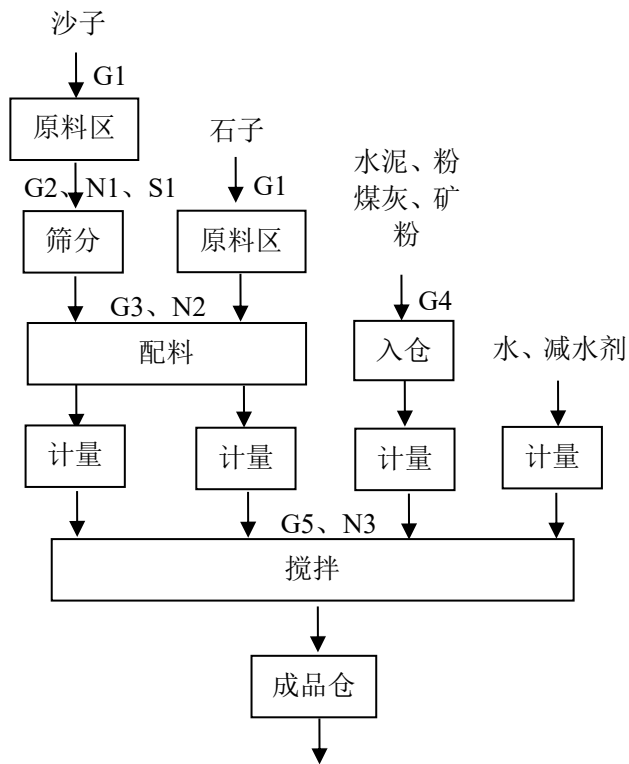 沙子
G1
原料区
石子
水泥、粉
煤灰、矿
粉
G2、N1、S1
G1
筛分
原料区
G3、N2
G4
配料
入仓
水、减水剂
计量
计量
计量
计量
G5、N3
搅拌
成品仓